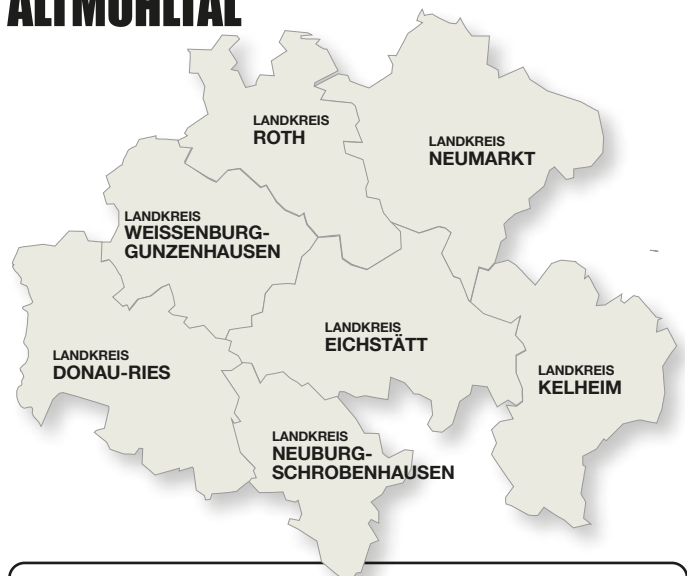 ALTMÜHLTAL
LANDKREIS
ROTH
LANDKREIS
NEUMARKT
LANDKREIS
WEISSENBURG-
GUNZENHAUSEN
LANDKREIS
EICHSTÄTT
LANDKREIS
DONAU-RIES
LANDKREIS
KELHEIM
LANDKREIS
NEUBURG-
SCHROBENHAUSEN